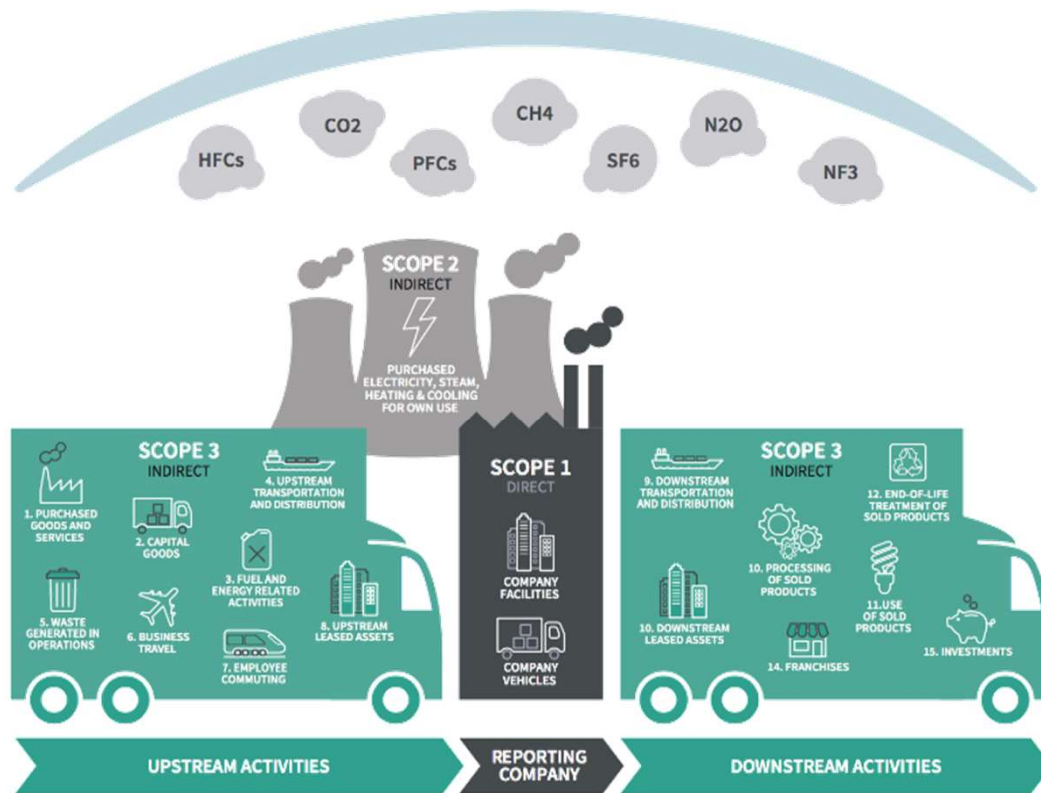 CO2
CH4
N2O
HFCs
PFCs
SF6
NF3
SCOPE 2
INDIRECT
PURCHASED
ELECTRICITY, STEAM,
HEATING & COOLING
FOR OWN USE
SCOPE 3
INDIRECT
1. PURCHASED
GOODS AND
SERVICES
2. CAPITAL
GOODS
3. FUEL AND
ENERGY RELATED
ACTIVITIES
4. UPSTREAM
TRANSPORTATION
AND DISTRIBUTION
5. WASTE
GENERATED IN
OPERATIONS
6. BUSINESS
TRAVEL
7. EMPLOYEE
COMMUTING
8. UPSTREAM
LEASED ASSETS
SCOPE 1
DIRECT
COMPANY
FACILITIES
COMPANY
VEHICLES
SCOPE 3
INDIRECT
9. DOWNSTREAM
TRANSPORTATION
AND DISTRIBUTION
10. PROCESSING
OF SOLD
PRODUCTS
11.USE
OF SOLD
PRODUCTS
12. END-OF-LIFE
TREATMENT OF
SOLD PRODUCTS
10. DOWNSTREAM
LEASED ASSETS
14. FRANCHISES
15. INVESTMENTS
UPSTREAM ACTIVITIES
REPORTING
COMPANY
DOWNSTREAM ACTIVITIES